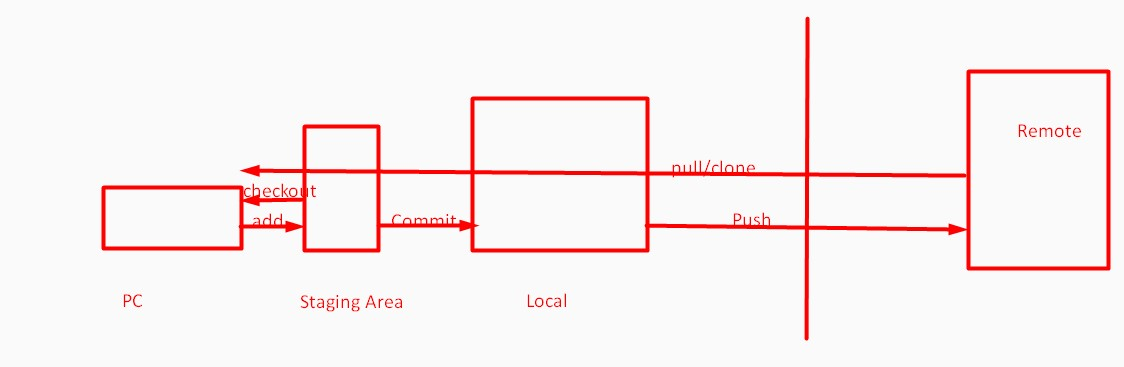 Remote
pull/clone
checkout
add
Commit
Push
PC
Staging Area
Local